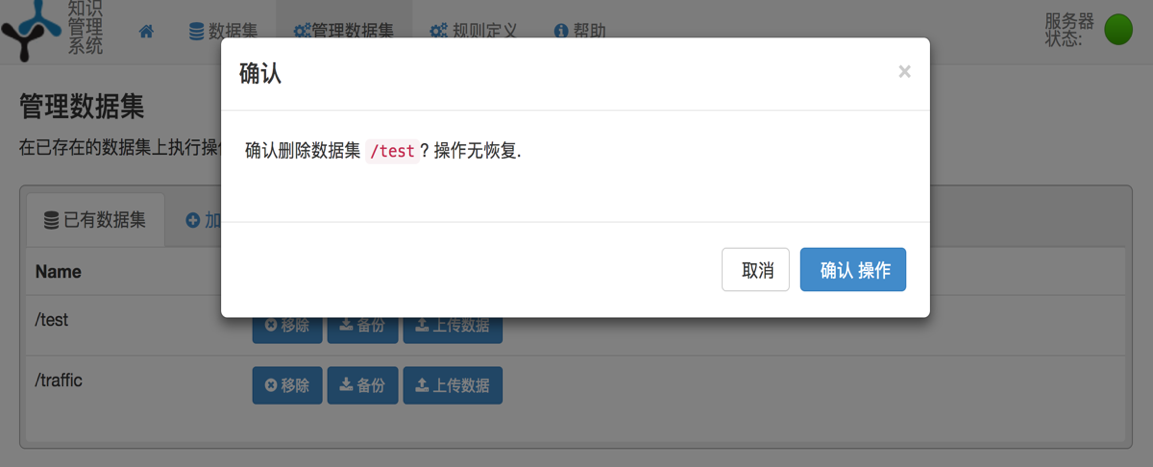 知识
管理
系统
数据集
管理数据集
规则定义
帮助
服务器
状态:
确认
×
管理数据集
在已存在的数据集上执行操
确认删除数据集 /test? 操作无恢复.
已有数据集
加
取消
确认 操作
Name
/test
移除
备份
上传数据
/traffic
移除
备份
上传数据